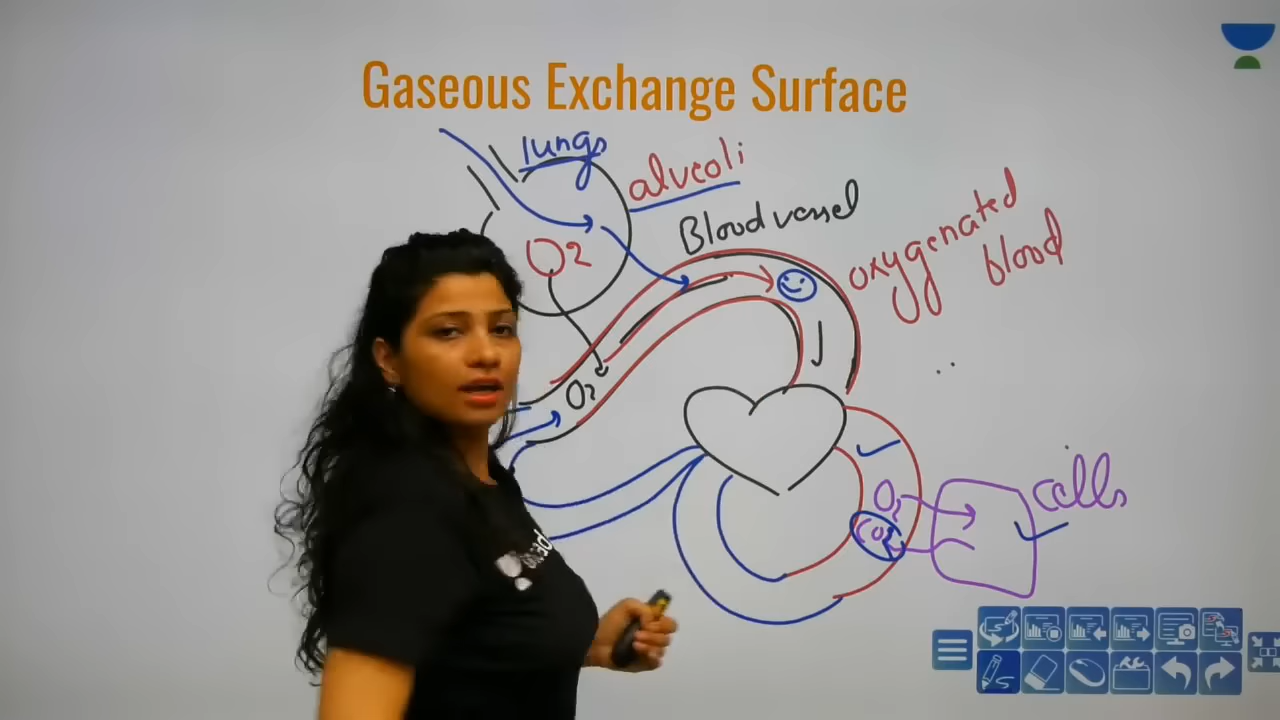 Gaseous Exchange Surface
lungs
alveoli
Blood vessel
oxygenated
blood
O2
O2
O2
CO2
cells